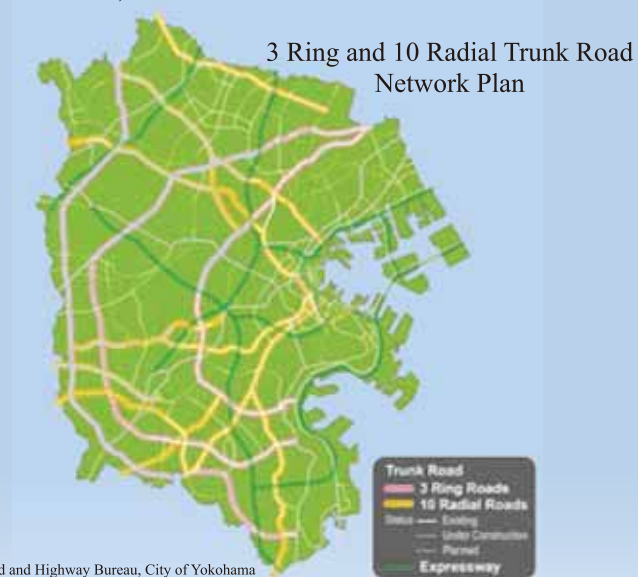 3 Ring and 10 Radial Trunk Road
Network Plan
Trunk Road
3 Ring Roads
10 Radial Roads
Status Existing
Under Construction
Planned
Expressway
d and Highway Bureau, City of Yokohama